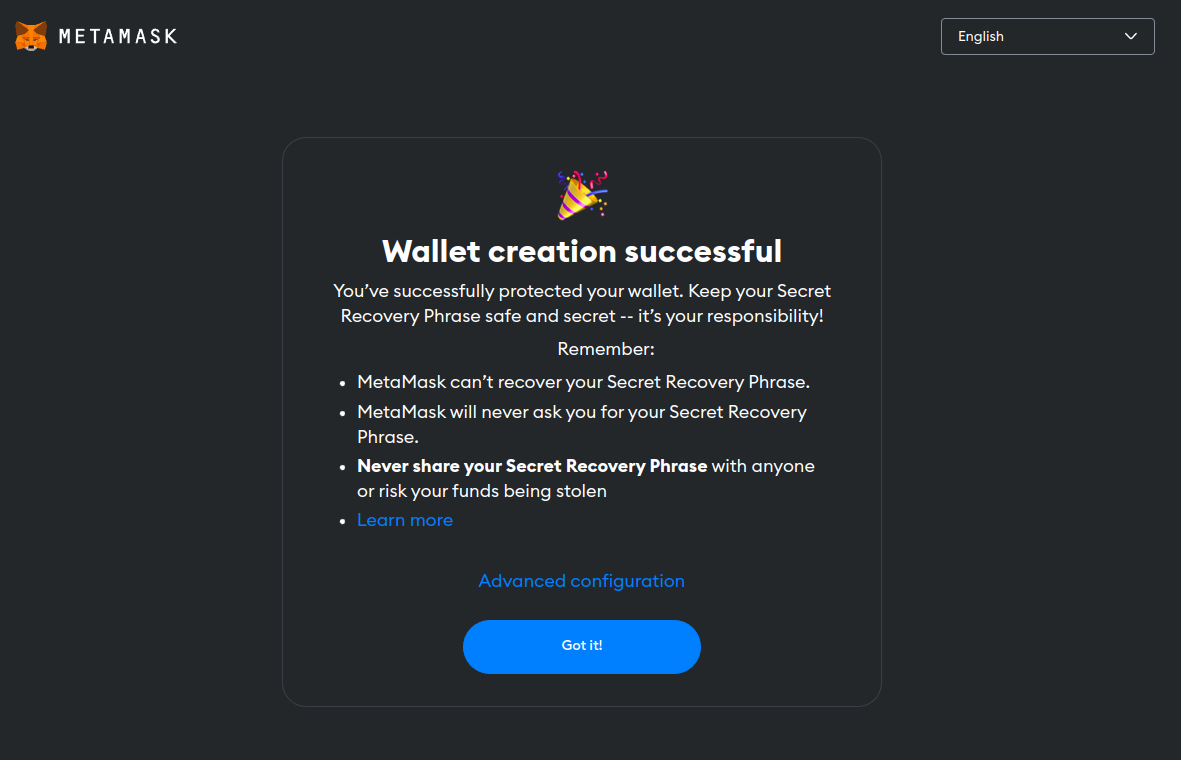 METAMASK
English
Wallet creation successful
You’ve successfully protected your wallet. Keep your Secret
Recovery Phrase safe and secret -- it’s your responsibility!
Remember:
MetaMask can’t recover your Secret Recovery Phrase.
MetaMask will never ask you for your Secret Recovery
Phrase.
Never share your Secret Recovery Phrase with anyone
or risk your funds being stolen
Learn more
Advanced configuration
Got it!